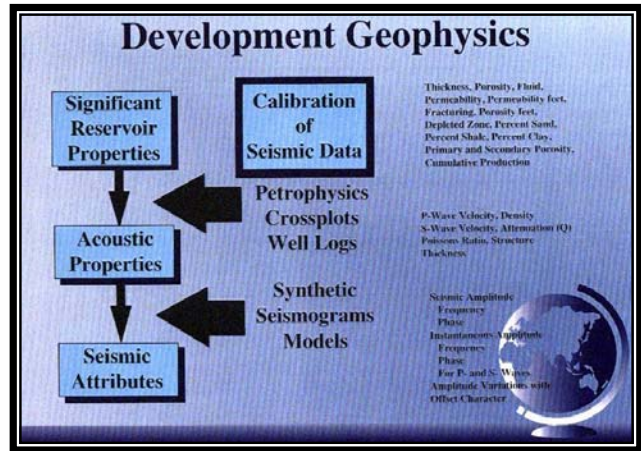 Development Geophysics
Significant
Reservoir
Properties
Calibration
of
Seismic Data
Thickness, Porosity, Fluid,
Permeability, Permeability feet,
Fracturing, Porosity feet,
Depleted Zone, Percent Sand,
Percent Shale, Percent Clay,
Primary and Secondary Porosity,
Cumulative Production
Petrophysics
Crossplots
Well Logs
Acoustic
Properties
P-Wave Velocity, Density
S-Wave Velocity, Attenuation (Q)
Poissons Ratio, Structure
Thickness
Synthetic
Seismograms
Models
Seismic
Attributes
Seismic Amplitude
Frequency
Phase
Instantaneous Amplitude
Frequency
Phase
For P- and S- Waves
Amplitude Variations with
Offset Character